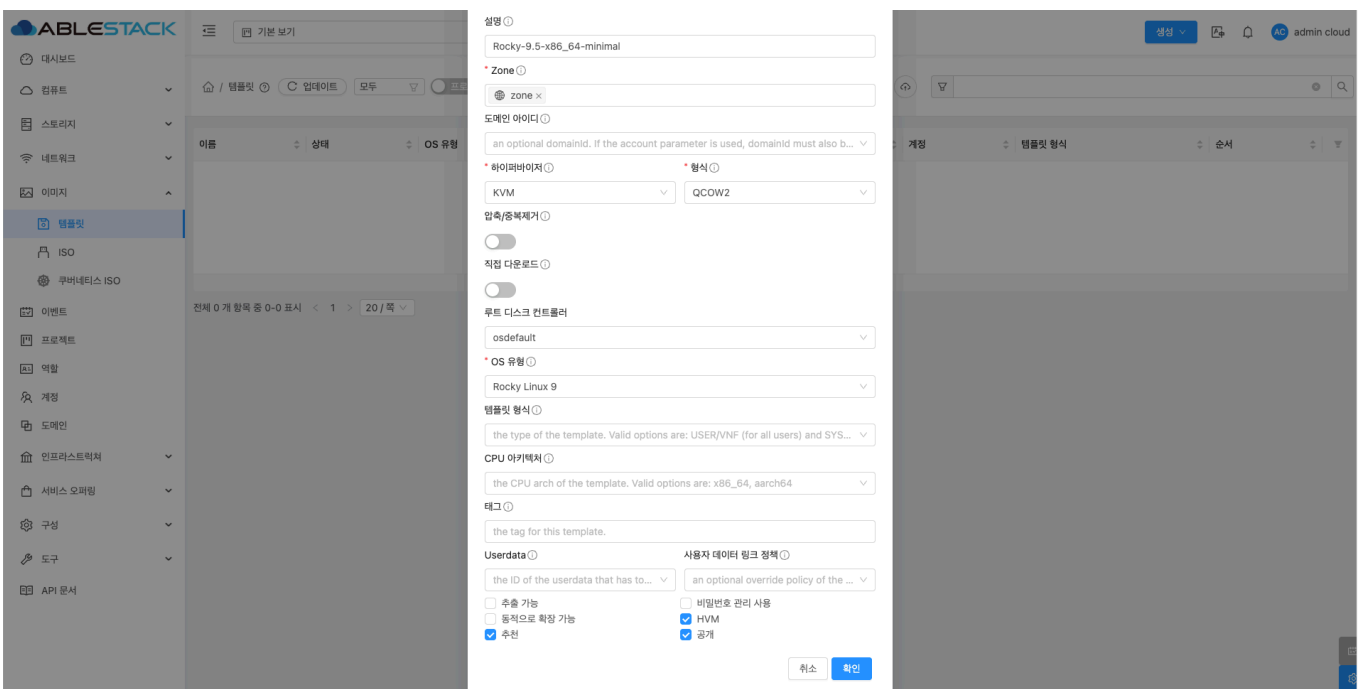 ABLESTACK
기본 보기
생성
AC admin cloud
대시보드
컴퓨트
스토리지
네트워크
이미지
템플릿
ISO
쿠버네티스 ISO
이벤트
프로젝트
역할
계정
도메인
인프라스트럭쳐
서비스 오퍼링
구성
도구
API 문서
/ 템플릿
업데이트
모두
이름
상태
OS 유형
계정
템플릿 형식
순서
전체 0 개 항목 중 0-0 표시 < 1 > 20 / 쪽
설명
Rocky-9.5-x86_64-minimal
* Zone
zone ×
도메인 아이디
an optional domainId. If the account parameter is used, domainId must also b...
* 하이퍼바이저 * 형식
KVM QCOW2
압축/중복제거
직접 다운로드
루트 디스크 컨트롤러
osdefault
* OS 유형
Rocky Linux 9
템플릿 형식
the type of the template. Valid options are: USER/VNF (for all users) and SYS...
CPU 아키텍처
the CPU arch of the template. Valid options are: x86_64, aarch64
태그
the tag for this template.
Userdata 사용자 데이터 링크 정책
the ID of the userdata that has to... an optional override policy of the ...
추출 가능 비밀번호 관리 사용
동적으로 확장 가능 HVM
추천 공개
취소 확인